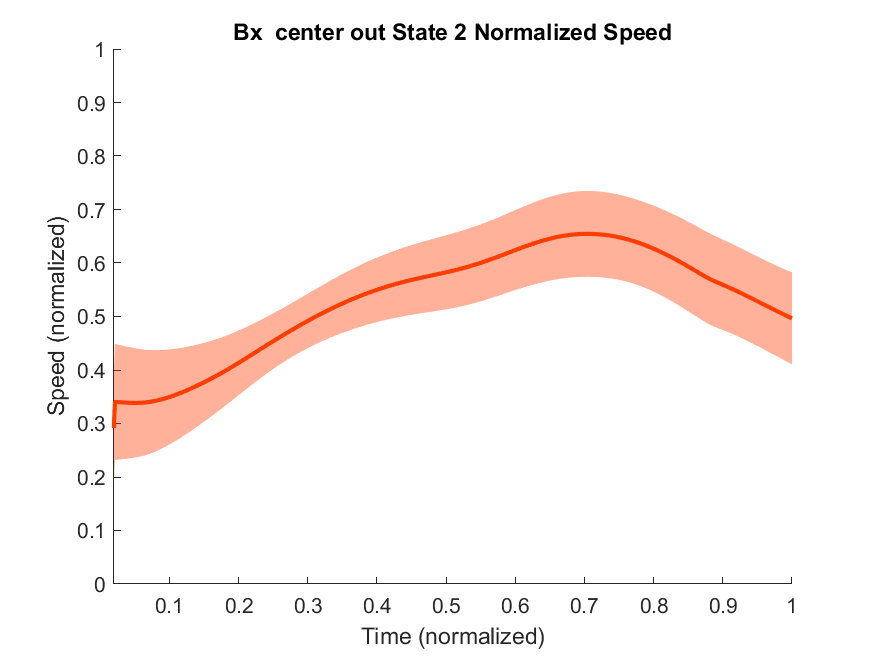 Bx  center out State 2 Normalized Speed
1
0.9
0.8
0.7
0.6
0.5
0.4
0.3
0.2
0.1
0
Speed (normalized)
0.1 0.2 0.3 0.4 0.5 0.6 0.7 0.8 0.9 1
Time (normalized)